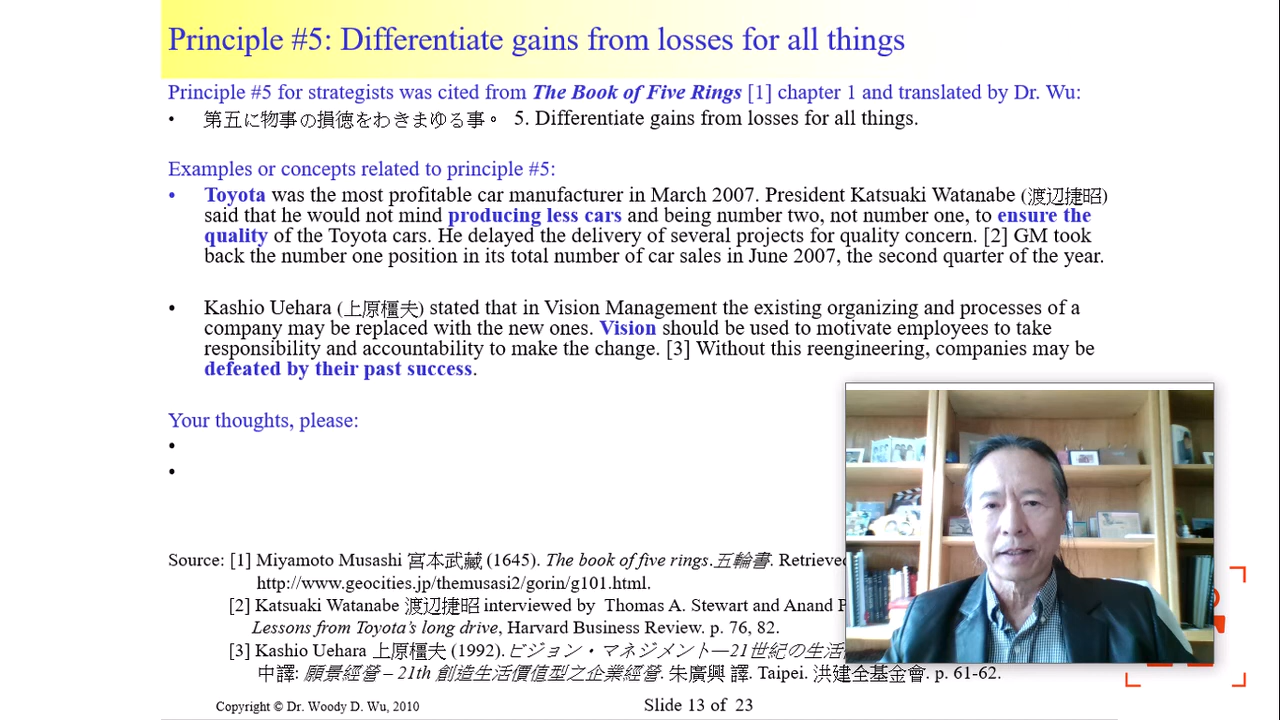 Principle #5: Differentiate gains from losses for all things
Principle #5 for strategists was cited from The Book of Five Rings [1] chapter 1 and translated by Dr. Wu:
• 第五に物事の損徳をわきまゆる事。 5. Differentiate gains from losses for all things.
Examples or concepts related to principle #5:
• Toyota was the most profitable car manufacturer in March 2007. President Katsuaki Watanabe (渡辺捷昭)
said that he would not mind producing less cars and being number two, not number one, to ensure the
quality of the Toyota cars. He delayed the delivery of several projects for quality concern. [2] GM took
back the number one position in its total number of car sales in June 2007, the second quarter of the year.
• Kashio Uehara (上原橿夫) stated that in Vision Management the existing organizing and processes of a
company may be replaced with the new ones. Vision should be used to motivate employees to take
responsibility and accountability to make the change. [3] Without this reengineering, companies may be
defeated by their past success.
Your thoughts, please:
•
•
Source: [1] Miyamoto Musashi 宮本武藏 (1645). The book of five rings.五輪書. Retrieved
http://www.geocities.jp/themusasi2/gorin/g101.html.
[2] Katsuaki Watanabe 渡辺捷昭 interviewed by Thomas A. Stewart and Anand
Lessons from Toyota's long drive, Harvard Business Review. p. 76, 82.
[3] Kashio Uehara 上原橿夫 (1992). ビジョン・マネジメント—21世紀の生活
中譯: 願景經營 – 21th 創造生活價值型之企業經營. 朱廣興 譯. Taipei. 洪建全基金會. p. 61-62.
Copyright © Dr. Woody D. Wu, 2010
Slide 13 of 23